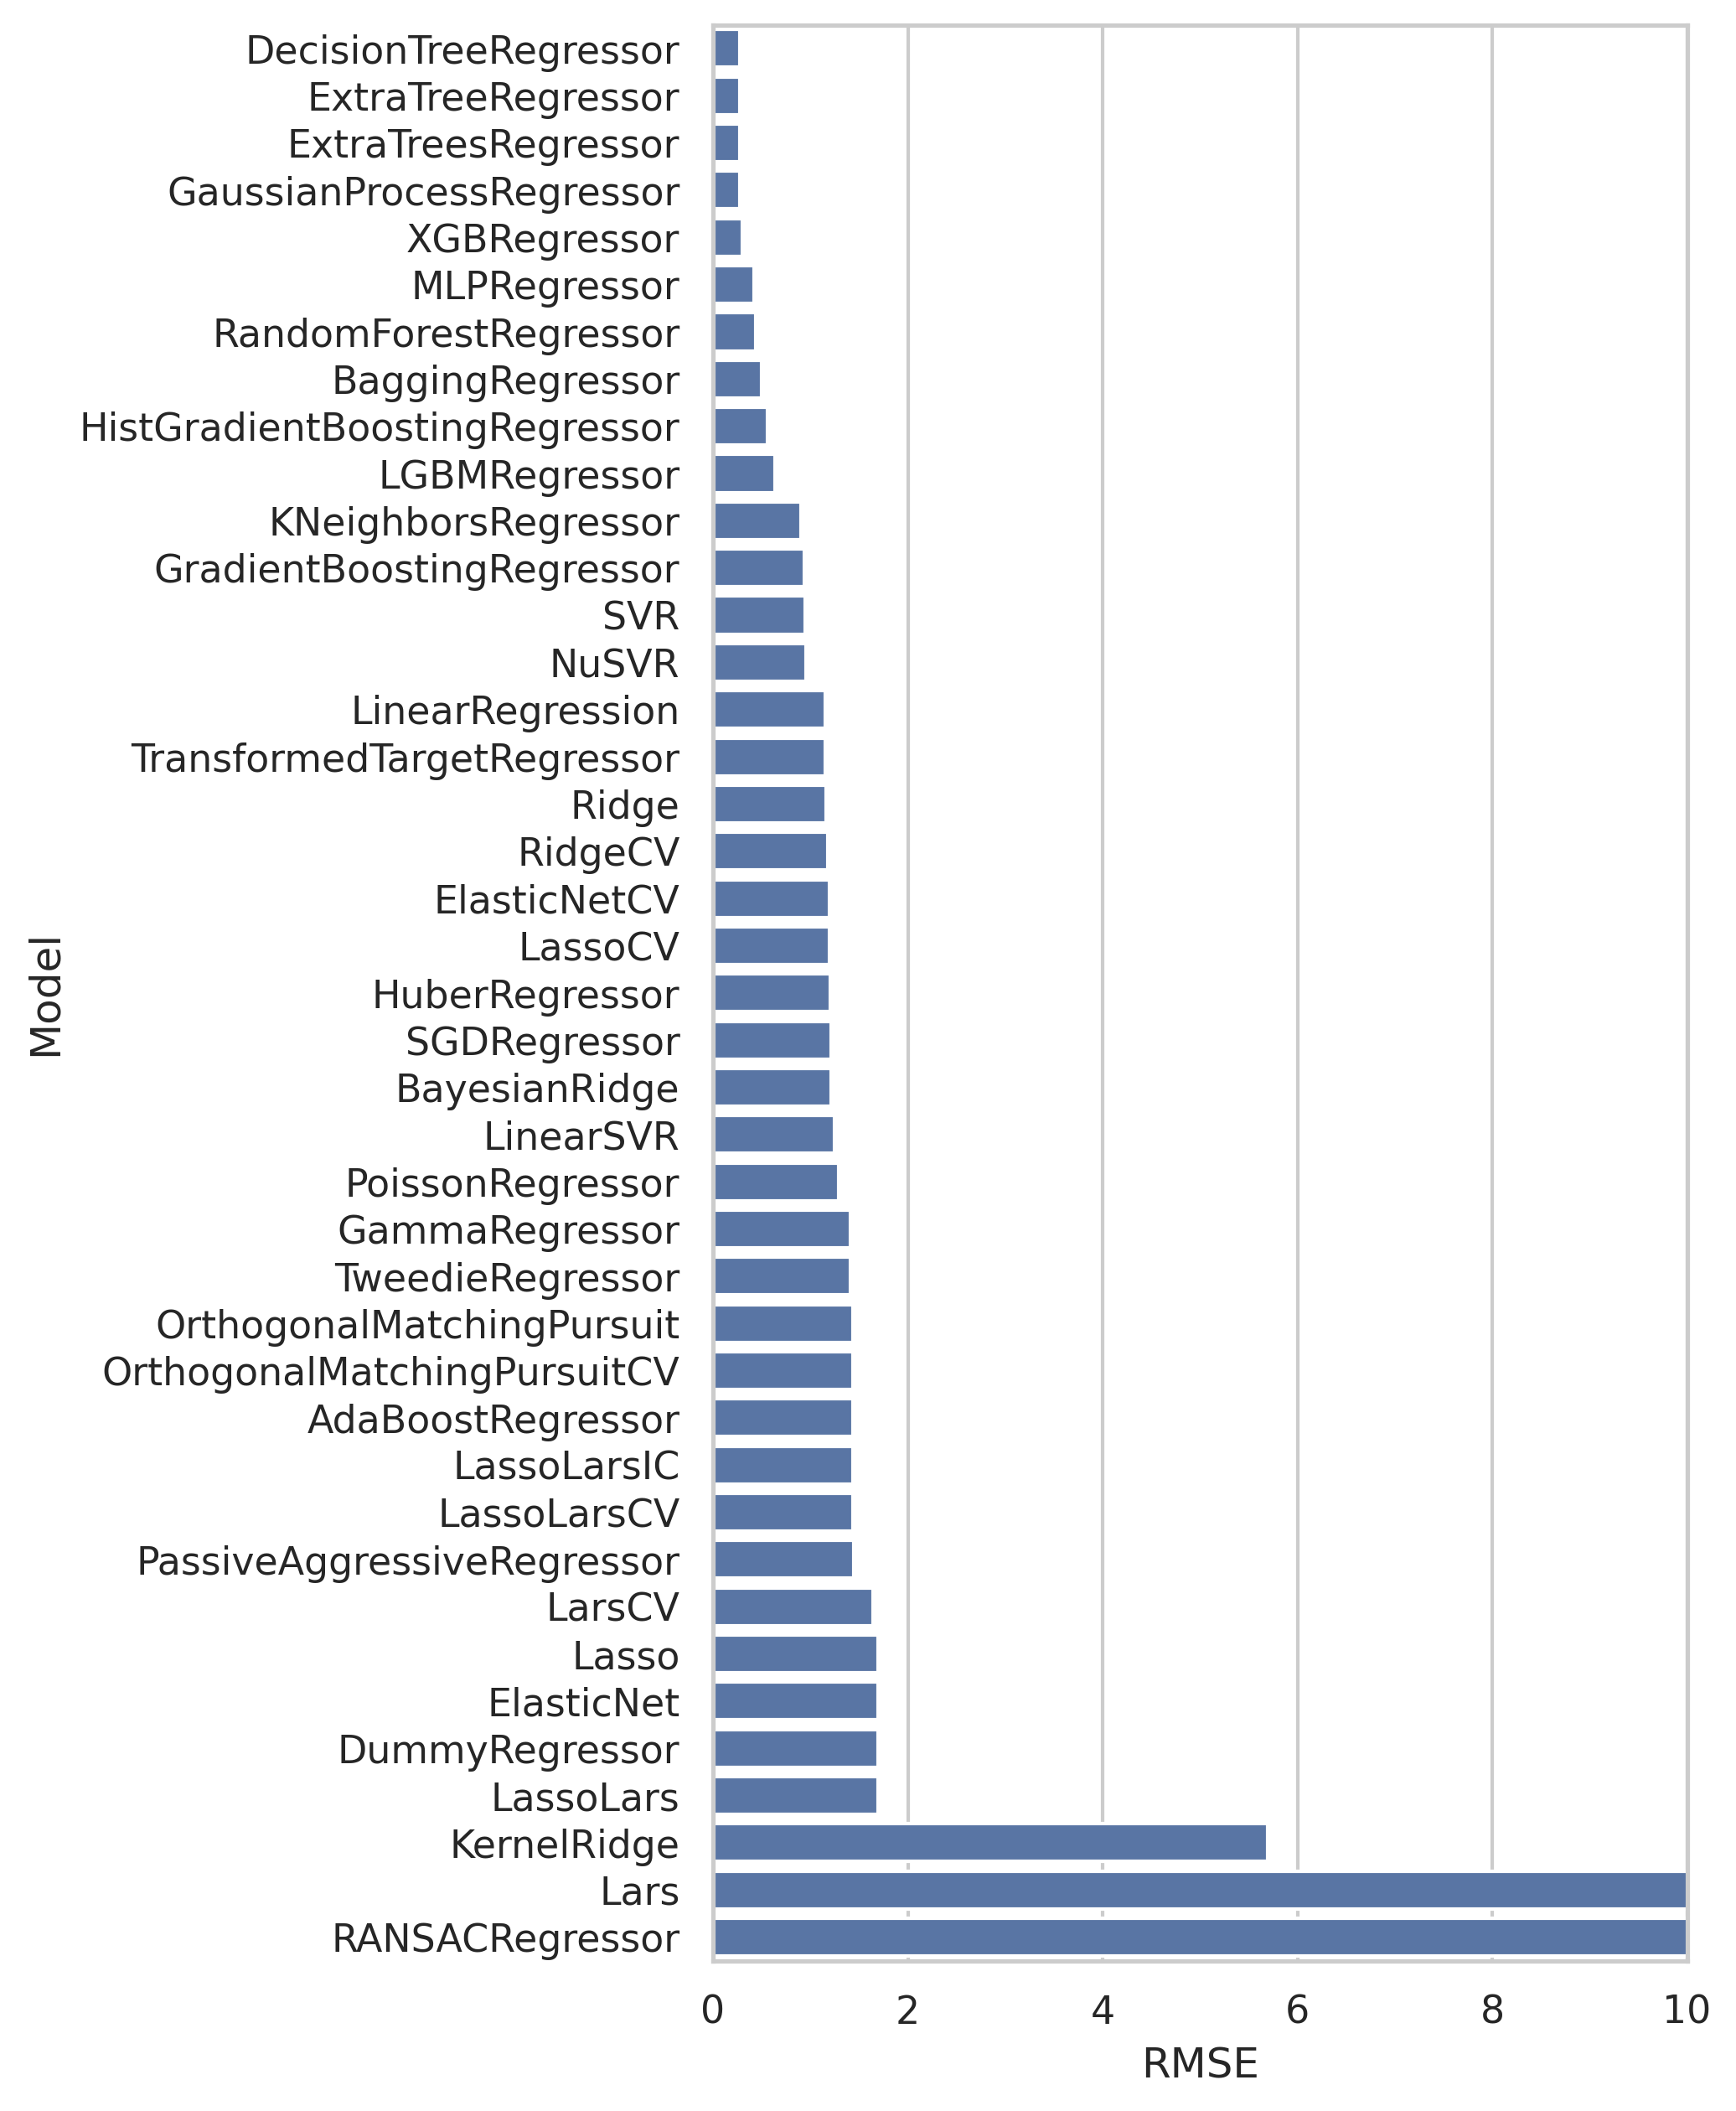 DecisionTreeRegressor
ExtraTreeRegressor
ExtraTreesRegressor
GaussianProcessRegressor
XGBRegressor
MLPRegressor
RandomForestRegressor
BaggingRegressor
HistGradientBoostingRegressor
LGBMRegressor
KNeighborsRegressor
GradientBoostingRegressor
SVR
NuSVR
LinearRegression
TransformedTargetRegressor
Ridge
RidgeCV
ElasticNetCV
LassoCV
HuberRegressor
SGDRegressor
BayesianRidge
LinearSVR
PoissonRegressor
GammaRegressor
TweedieRegressor
OrthogonalMatchingPursuit
OrthogonalMatchingPursuitCV
AdaBoostRegressor
LassoLarsIC
LassoLarsCV
PassiveAggressiveRegressor
LarsCV
Lasso
ElasticNet
DummyRegressor
LassoLars
KernelRidge
Lars
RANSACRegressor
Model
0 2 4 6 8 10
RMSE